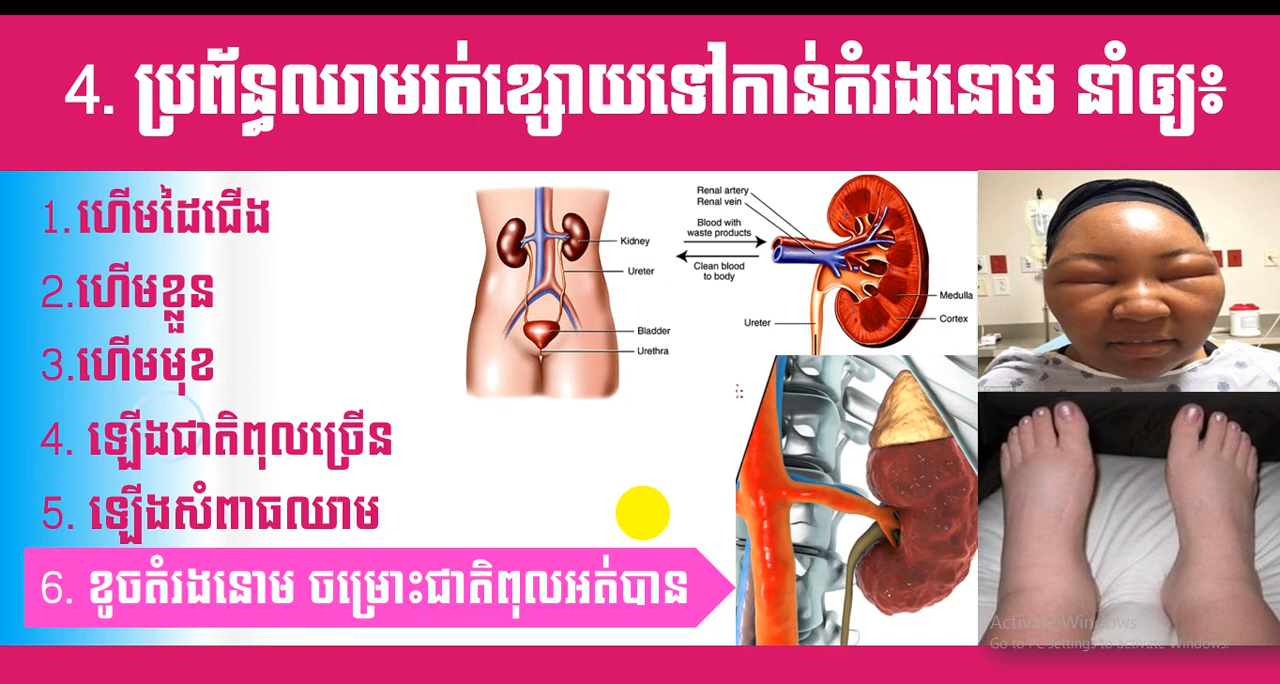 4. ប្រព័ន្ធឈាមរត់ខ្សោយទៅកាន់តំរងនោម នាំឲ្យ៖
1. ហើមដៃជើង
2.ហើមខ្លួន
3.ហើមមុខ
4. ឡើងជាតិពុលច្រើន
5. ឡើងសំពាធឈាម
6. ខូចតំរងនោម ចម្រោះជាតិពុលអត់បាន
Kidney
Ureter
Bladder
Urethra
Renal artery
Renal vein
Blood with
waste products
Clean blood
to body
Ureter
Medulla
Cortex
Activate Windows
Go to PC settings to activate Windows.